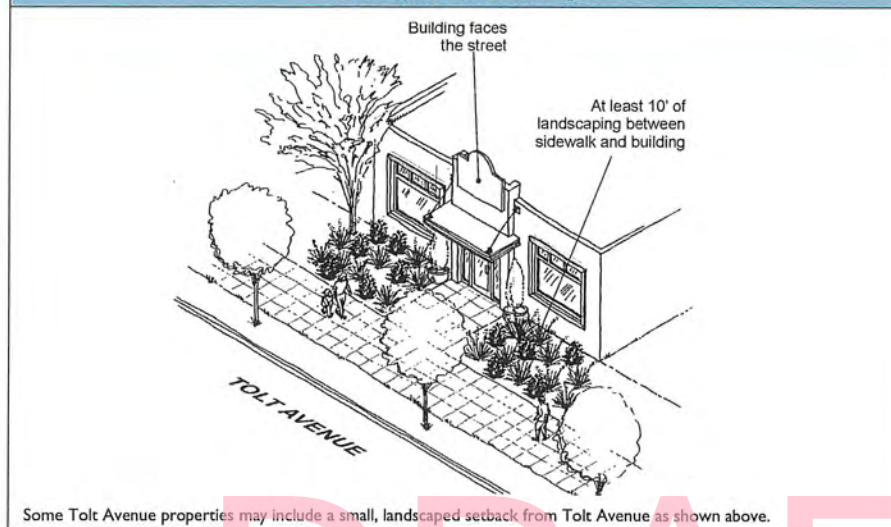 Building faces
the street
At least 10' of
landscaping between
sidewalk and building
TOLT AVENUE
Some Tolt Avenue properties may include a small, landscaped setback from Tolt Avenue as shown above.